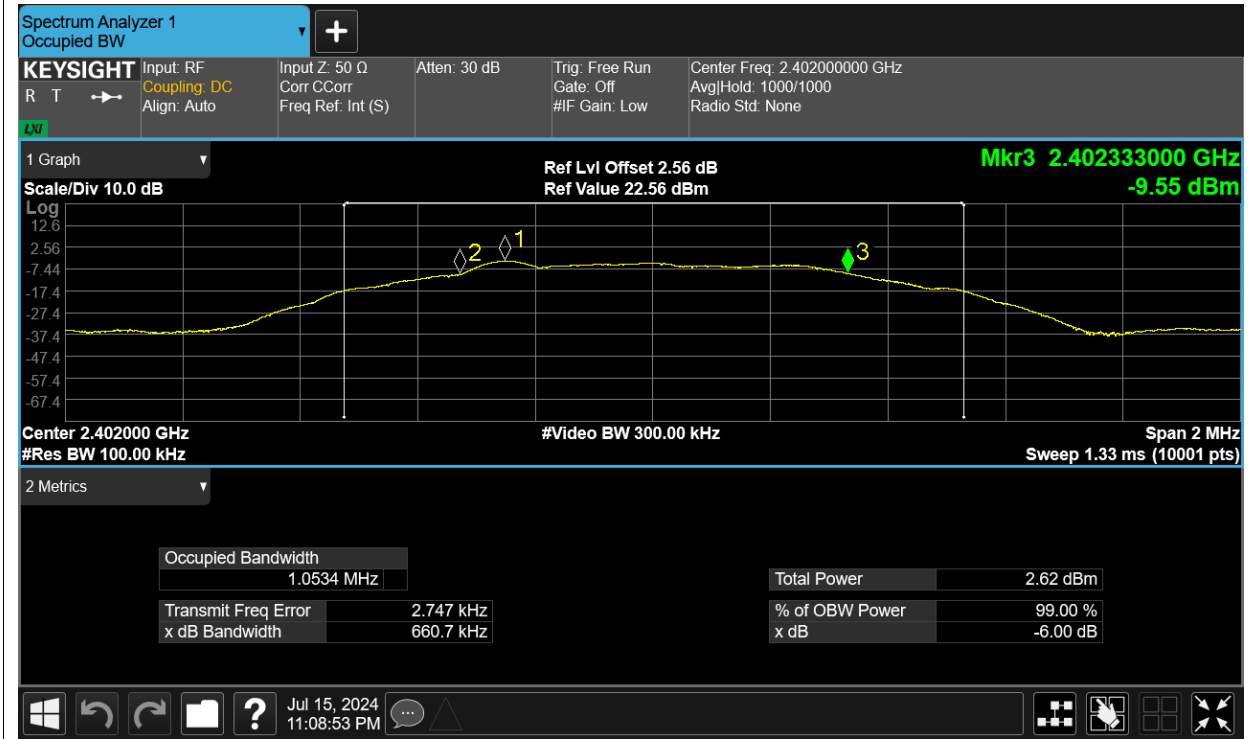 Spectrum Analyzer 1
Occupied BW
KEYSIGHT
R T
LXI
Input: RF
Coupling: DC
Align: Auto
Input Z: 50 Ω
Corr CCorr
Freq Ref: Int (S)
Atten: 30 dB
Trig: Free Run
Gate: Off
#IF Gain: Low
Center Freq: 2.402000000 GHz
Avg|Hold: 1000/1000
Radio Std: None
1 Graph
Scale/Div 10.0 dB
Ref Lvl Offset 2.56 dB
Ref Value 22.56 dBm
Mkr3 2.402333000 GHz
-9.55 dBm
Log
12.6
2.56
-7.44
-17.4
-27.4
-37.4
-47.4
-57.4
-67.4
2
1
3
Center 2.402000 GHz
#Video BW 300.00 kHz
Span 2 MHz
#Res BW 100.00 kHz
Sweep 1.33 ms (10001 pts)
2 Metrics
Occupied Bandwidth
1.0534 MHz
Total Power 2.62 dBm
Transmit Freq Error 2.747 kHz
% of OBW Power 99.00 %
x dB Bandwidth 660.7 kHz
x dB -6.00 dB
?
Jul 15, 2024
11:08:53 PM